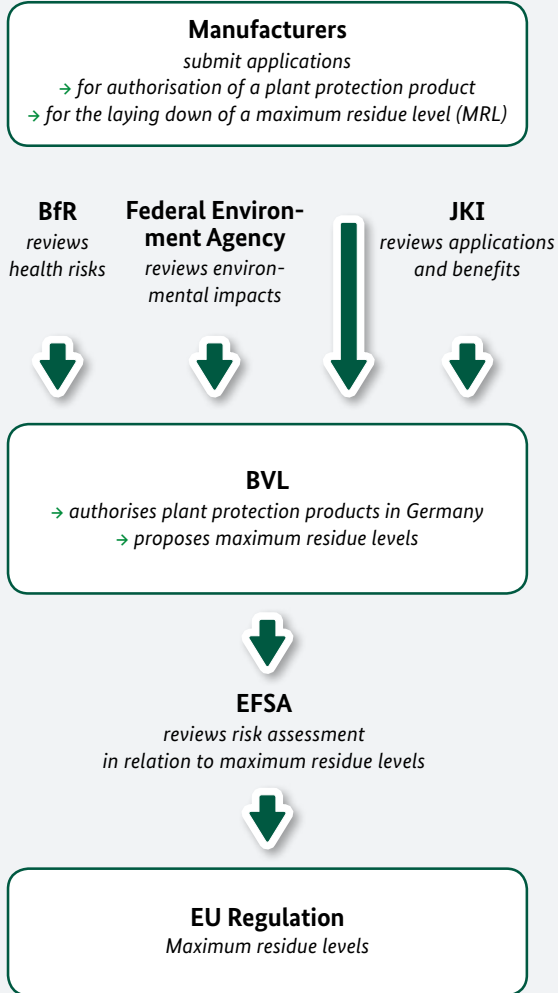 Manufacturers
submit applications
→ for authorisation of a plant protection product
→ for the laying down of a maximum residue level (MRL)
BfR
reviews
health risks
Federal Environ-
ment Agency
reviews environ-
mental impacts
JKI
reviews applications
and benefits
BVL
→ authorises plant protection products in Germany
→ proposes maximum residue levels
EFSA
reviews risk assessment
in relation to maximum residue levels
EU Regulation
Maximum residue levels